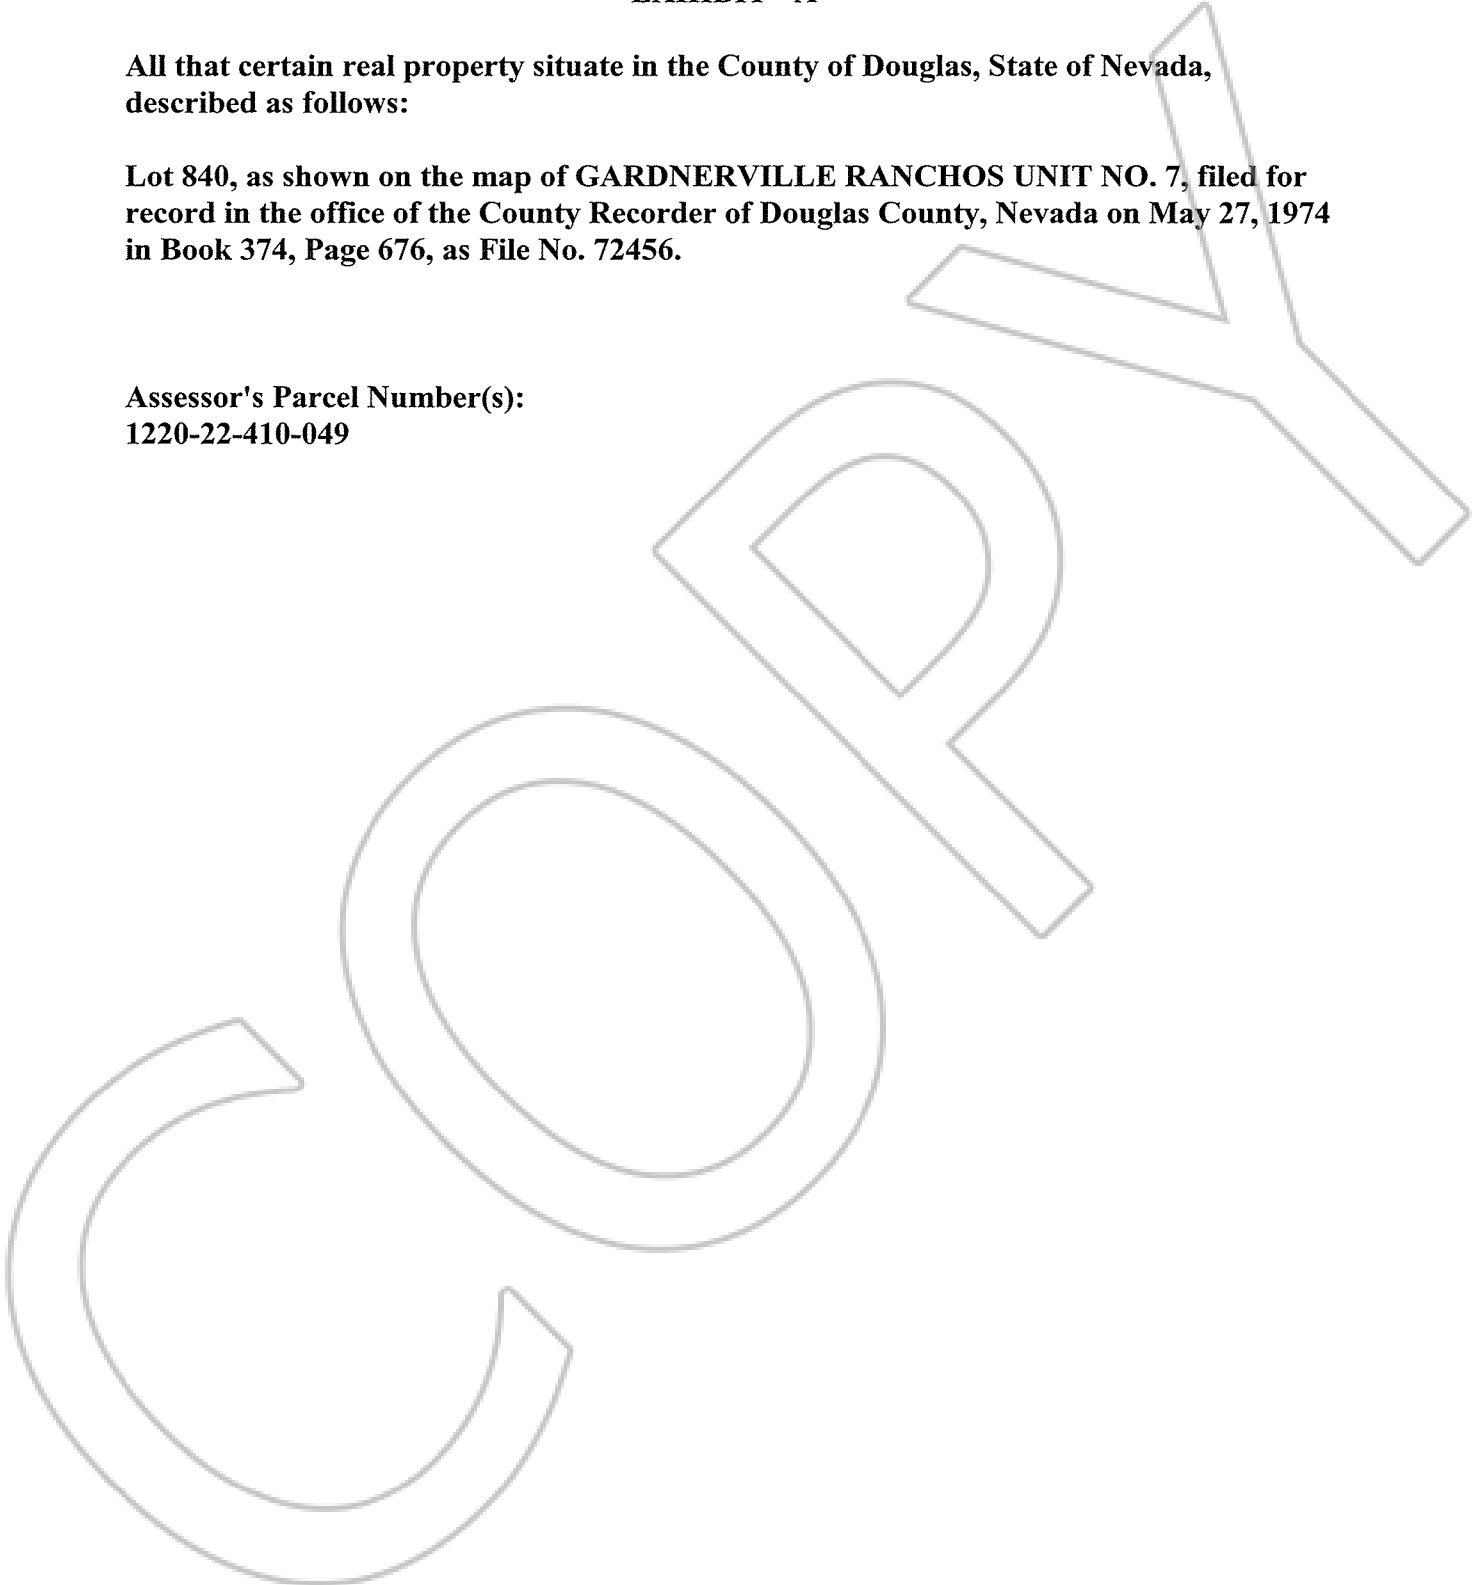 All that certain real property situate in the County of Douglas, State of Nevada,
described as follows:
Lot 840, as shown on the map of GARDNERVILLE RANCHOS UNIT NO. 7, filed for
record in the office of the County Recorder of Douglas County, Nevada on May 27, 1974
in Book 374, Page 676, as File No. 72456.
Assessor's Parcel Number(s):
1220-22-410-049
COPY